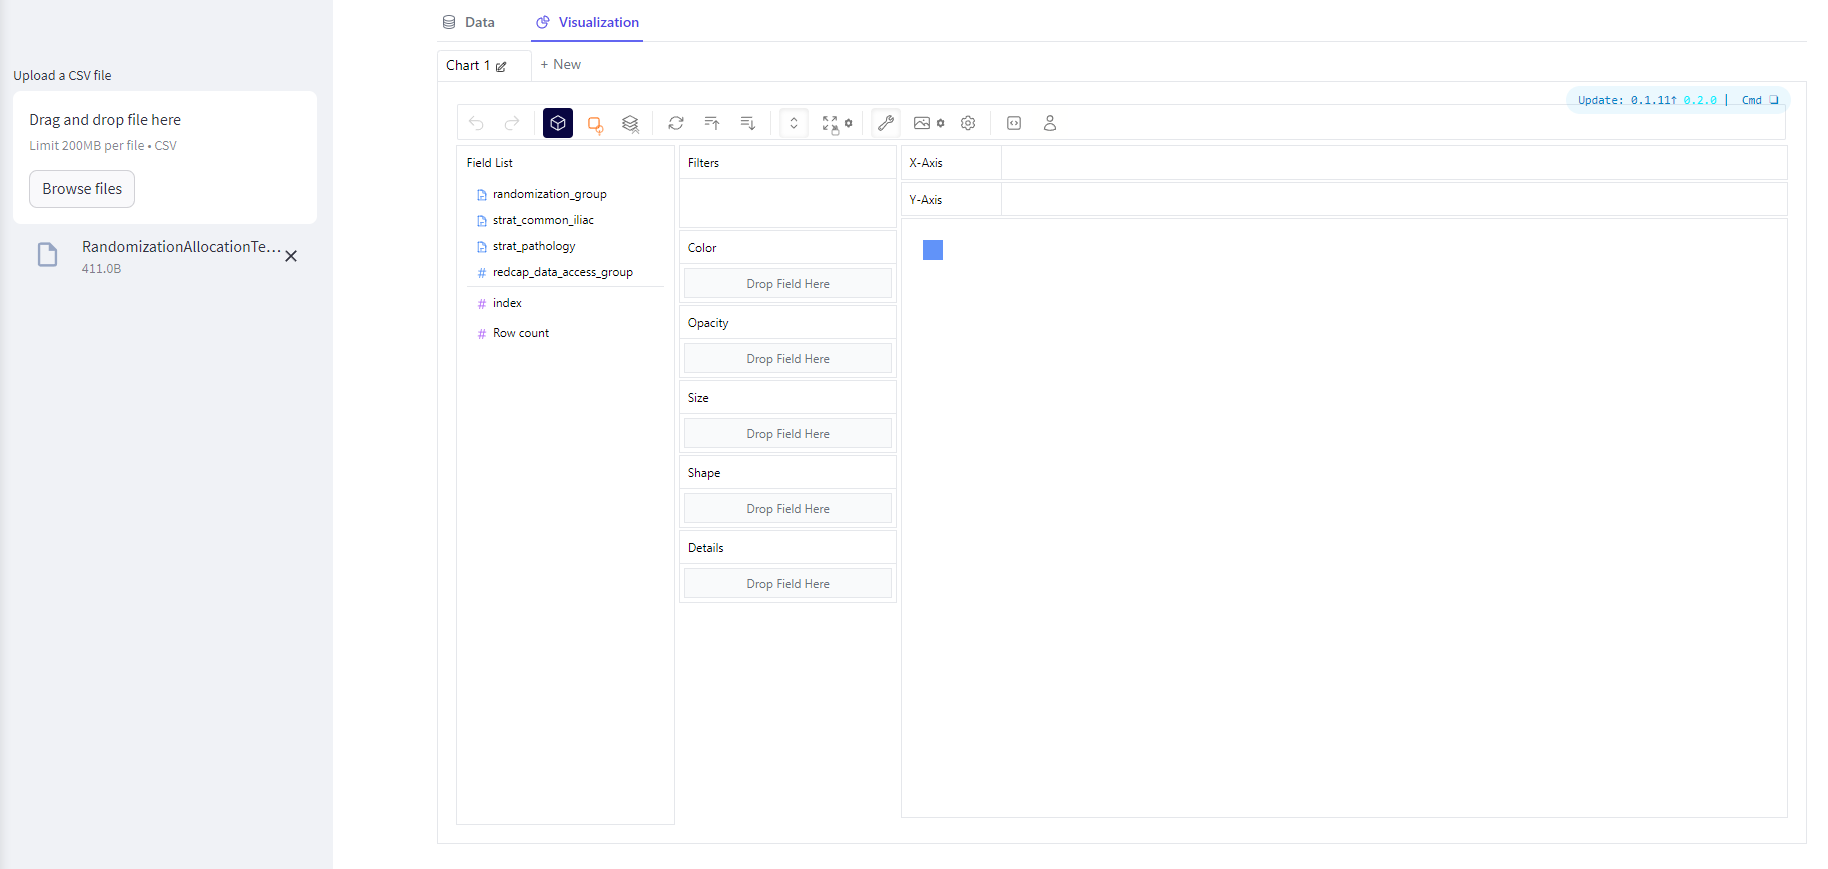 Upload a CSV file
Drag and drop file here
Limit 200MB per file • CSV
Browse files
RandomizationAllocationTe...
411.0B
Data
Visualization
Chart 1
+ New
Update: 0.1.11↑ 0.2.0 | Cmd ❏
Field List
randomization_group
strat_common_iliac
strat_pathology
# redcap_data_access_group
# index
# Row count
Filters
Color
Drop Field Here
Opacity
Drop Field Here
Size
Drop Field Here
Shape
Drop Field Here
Details
Drop Field Here
X-Axis
Y-Axis